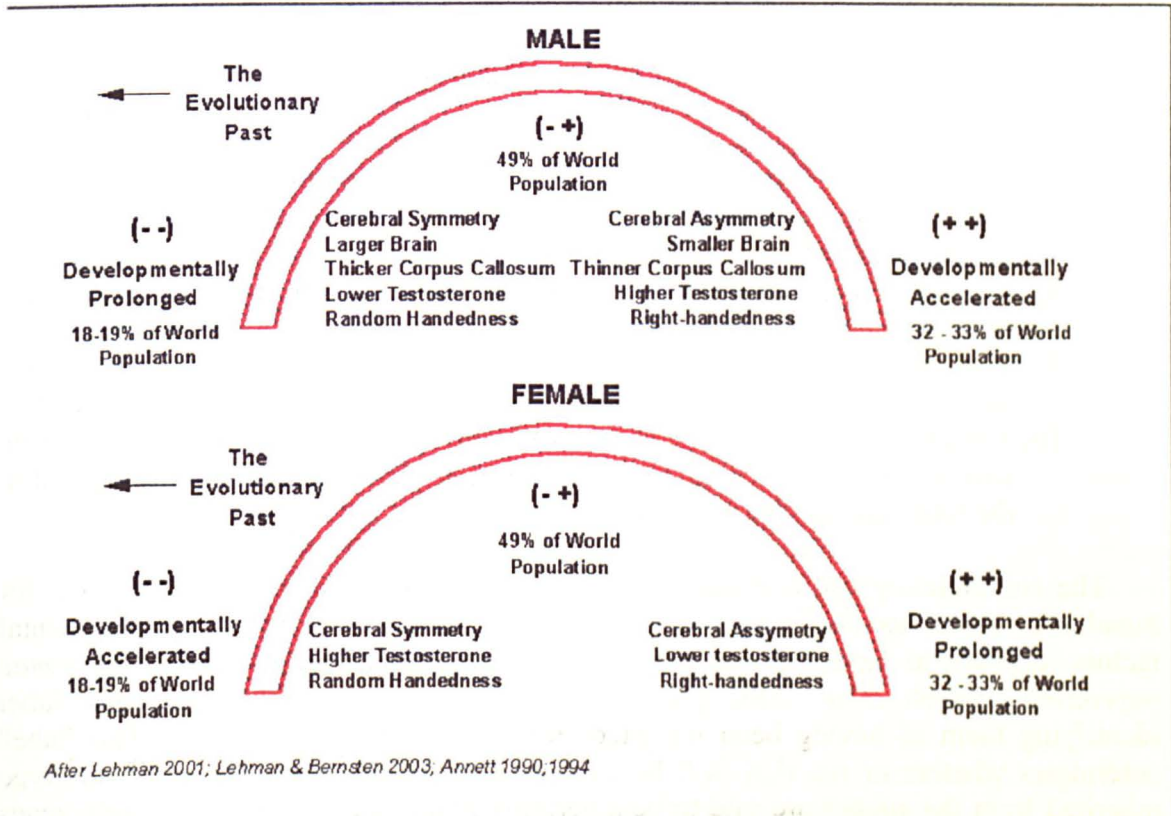 MALE
The
Evolutionary
Past
(- +)
49% of World
Population
(- -)
Developmentally
Prolonged
18-19% of World
Population
Cerebral Symmetry
Larger Brain
Thicker Corpus Callosum
Lower Testosterone
Random Handedness
Cerebral Asymmetry
Smaller Brain
Thinner Corpus Callosum
Higher Testosterone
Right-handedness
(+ +)
Developmentally
Accelerated
32 - 33% of World
Population
FEMALE
The
Evolutionary
Past
(- +)
49% of World
Population
(- -)
Developmentally
Accelerated
18-19% of World
Population
Cerebral Symmetry
Higher Testosterone
Random Handedness
Cerebral Assymetry
Lower testosterone
Right-handedness
(+ +)
Developmentally
Prolonged
32 - 33% of World
Population
After Lehman 2001; Lehman & Bernsten 2003; Annett 1990;1994